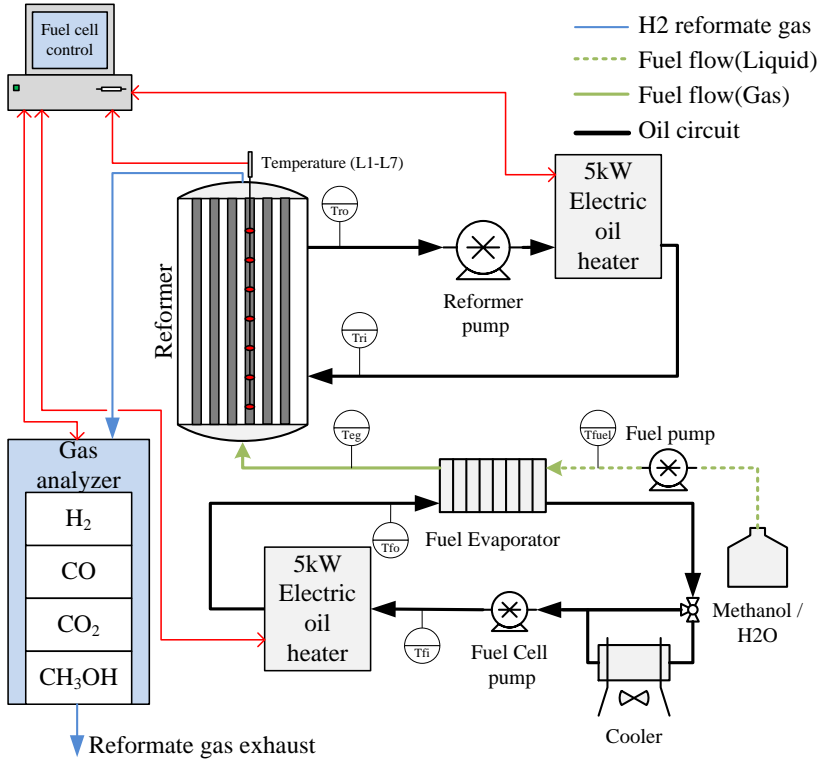 Fuel cell
control
H2 reformate gas
Fuel flow(Liquid)
Fuel flow(Gas)
Oil circuit
Temperature (L1-L7)
Reformer
Tro
Reformer
pump
5kW
Electric
oil
heater
Tri
Teg
Tfuel
Fuel pump
Gas
analyzer
H₂
CO
CO₂
CH₃OH
Reformate gas exhaust
Fuel Evaporator
Tfo
5kW
Electric
oil
heater
Tfi
Fuel Cell
pump
Methanol /
H2O
Cooler